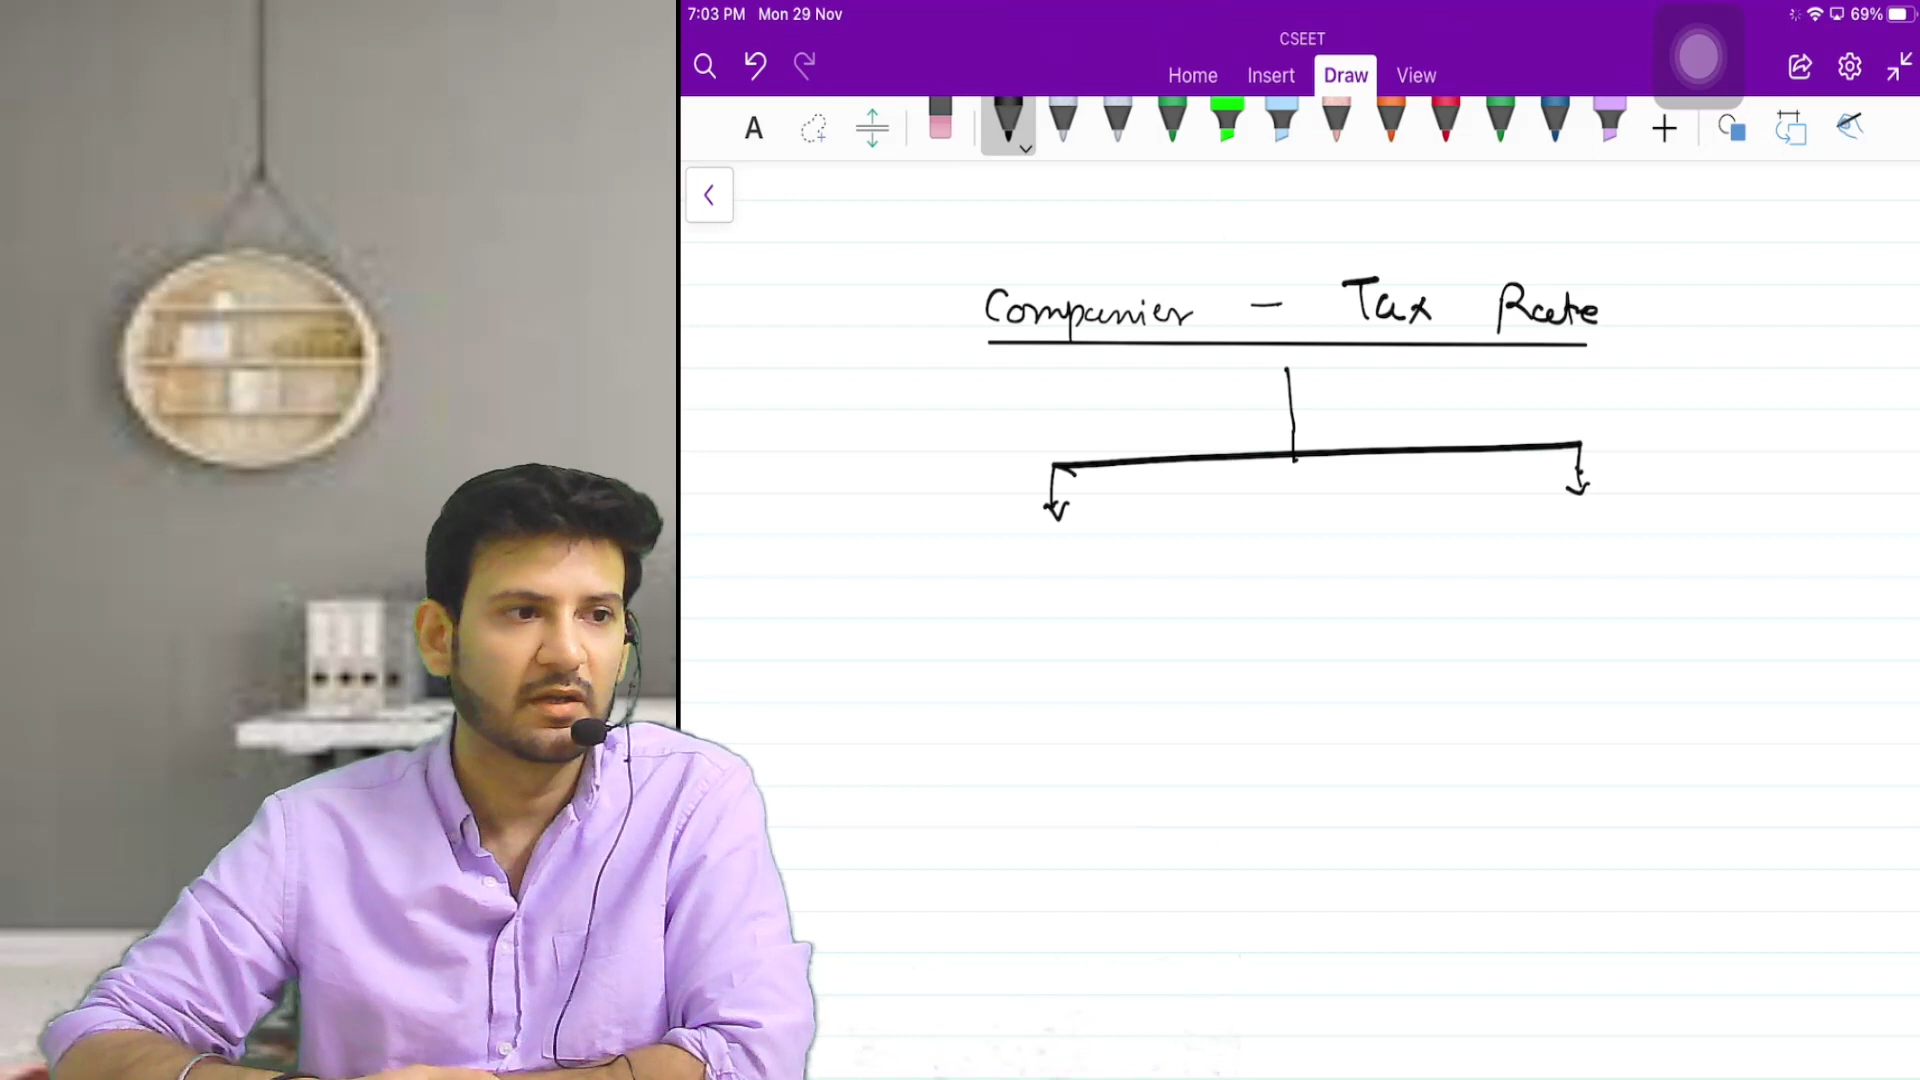 7:03 PM Mon 29 Nov
69%
CSEET
Home Insert Draw View
A
Companies - Tax Rate